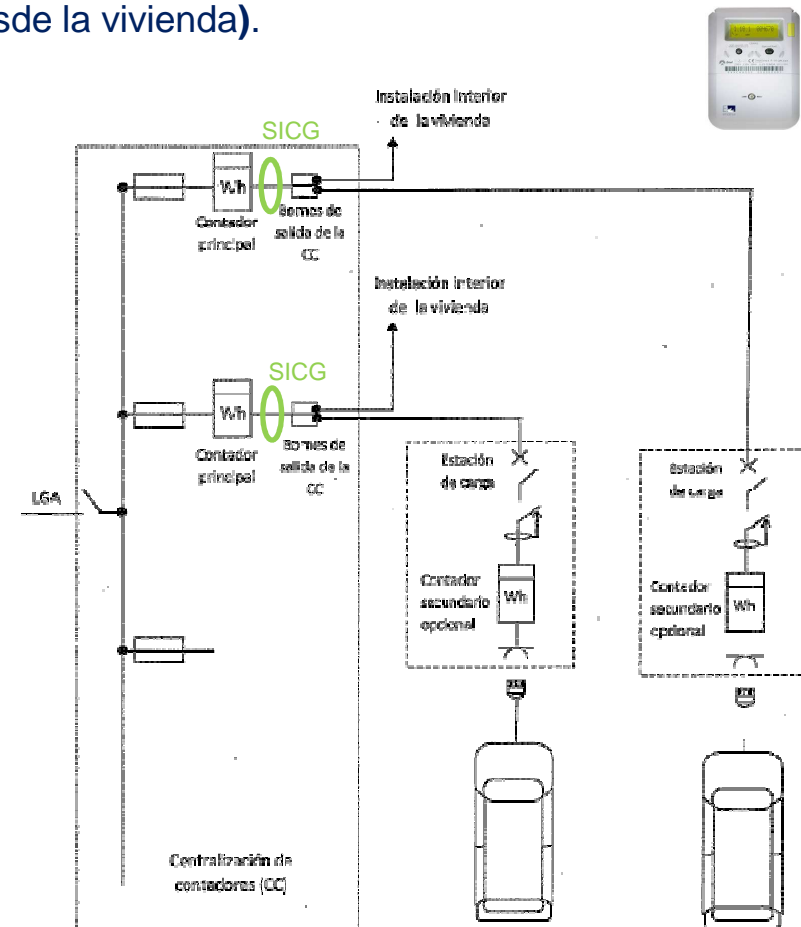 sde la vivienda).
Instalación Interior
de la vivienda
SICG
Wh
Contador
principal
Bornes de
salida de la
CC
Instalación interior
de la vivienda
SICG
Wh
Contador
principal
Bornes de
salida de la
CC
LGA
Estación
de carga
Contador
secundario
opcional
Wh
Estación
de carga
Contador
secundario
opcional
Wh
Centralización de
contadores (CC)